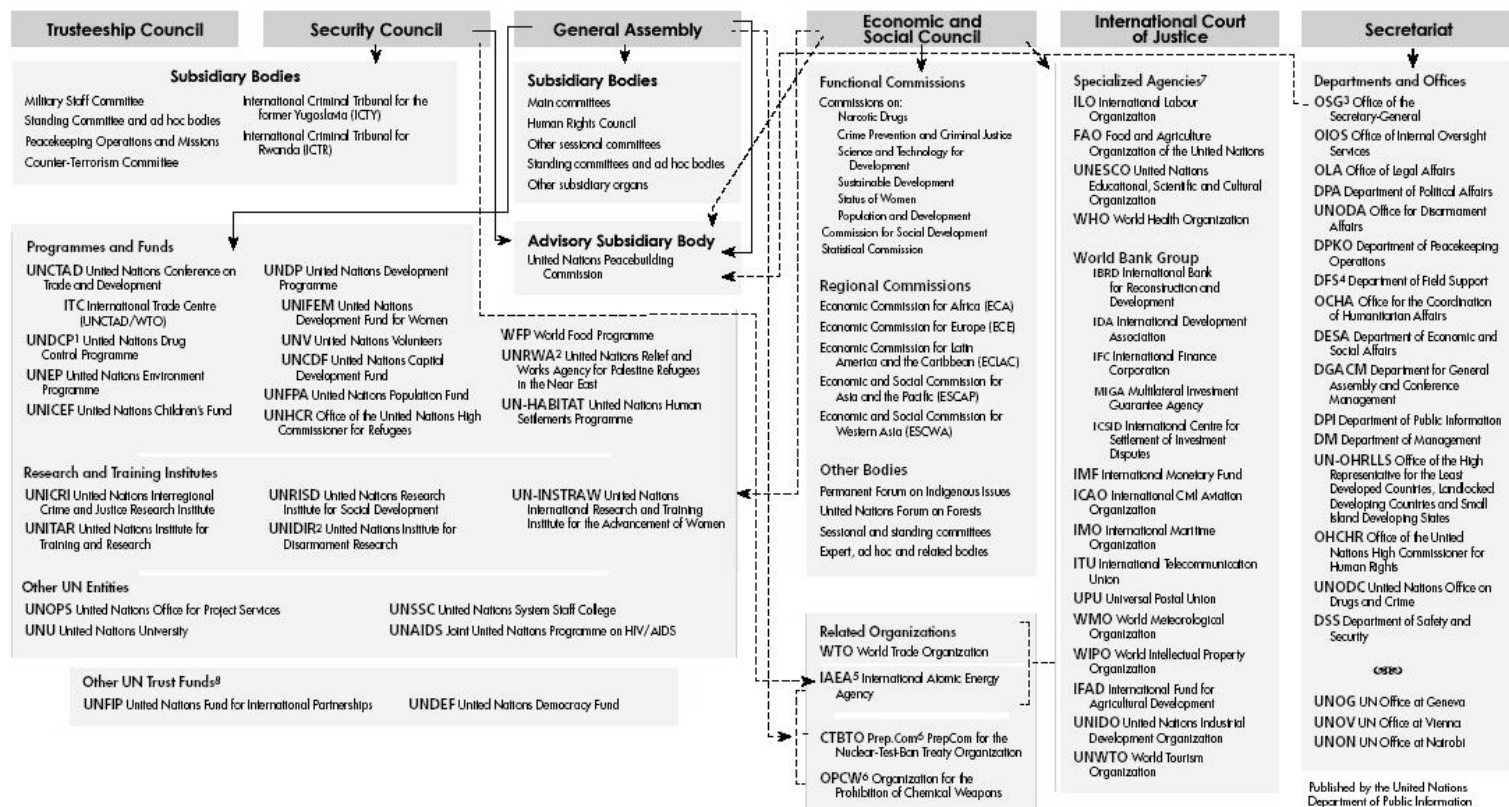 Trusteeship Council
Security Council
General Assembly
Economic and
Social Council
International Court
of Justice
Secretariat
Subsidiary Bodies
Military Staff Committee
Standing Committee and ad hoc bodies
Peacekeeping Operations and Missions
Counter-Terrorism Committee
International Criminal Tribunal for the
former Yugoslavia (ICTY)
International Criminal Tribunal for
Rwanda (ICTR)
Subsidiary Bodies
Main committees
Human Rights Council
Other sessional committees
Standing committees and ad hoc bodies
Other subsidiary organs
Advisory Subsidiary Body
United Nations Peacebuilding
Commission
Programmes and Funds
UNCTAD United Nations Conference on
Trade and Development
ITC International Trade Centre
(UNCTAD/WTO)
UNDCP1 United Nations Drug
Control Programme
UNEP United Nations Environment
Programme
UNICEF United Nations Children's Fund
UNDP United Nations Development
Programme
UNIFEM United Nations
Development Fund for Women
UNV United Nations Volunteers
UNCDF United Nations Capital
Development Fund
UNFPA United Nations Population Fund
UNHCR Office of the United Nations High
Commissioner for Refugees
WFP World Food Programme
UNRWA2 United Nations Relief and
Works Agency for Palestine Refugees
in the Near East
UN-HABITAT United Nations Human
Settlements Programme
Research and Training Institutes
UNICRI United Nations Interregional
Crime and Justice Research Institute
UNITAR United Nations Institute for
Training and Research
UNRISD United Nations Research
Institute for Social Development
UNIDIR2 United Nations Institute for
Disarmament Research
UN-INSTRAW United Nations
International Research and Training
Institute for the Advancement of Women
Other UN Entities
UNOPS United Nations Office for Project Services
UNU United Nations University
UNSSC United Nations System Staff College
UNAIDS Joint United Nations Programme on HIV/AIDS
Other UN Trust Funds8
UNFIP United Nations Fund for International Partnerships
UNDEF United Nations Democracy Fund
Functional Commissions
Commissions on:
Narcotic Drugs
Crime Prevention and Criminal Justice
Science and Technology for
Development
Sustainable Development
Status of Women
Population and Development
Commission for Social Development
Statistical Commission
Regional Commissions
Economic Commission for Africa (ECA)
Economic Commission for Europe (ECE)
Economic Commission for Latin
America and the Caribbean (ECLAC)
Economic and Social Commission for
Asia and the Pacific (ESCAP)
Economic and Social Commission for
Western Asia (ESCWA)
Other Bodies
Permanent Forum on Indigenous Issues
United Nations Forum on Forests
Sessional and standing committees
Expert, ad hoc and related bodies
Related Organizations
WTO World Trade Organization
IAEA5 International Atomic Energy
Agency
CTBTO Prep.Com6 PrepCom for the
Nuclear-Test-Ban Treaty Organization
OPCW6 Organization for the
Prohibition of Chemical Weapons
Specialized Agencies7
ILO International Labour
Organization
FAO Food and Agriculture
Organization of the United Nations
UNESCO United Nations
Educational, Scientific and Cultural
Organization
WHO World Health Organization
World Bank Group
IBRD International Bank
for Reconstruction and
Development
IDA International Development
Association
IFC International Finance
Corporation
MIGA Multilateral Investment
Guarantee Agency
ICSID International Centre for
Settlement of Investment
Disputes
IMF International Monetary Fund
ICAO International Civil Aviation
Organization
IMO International Maritime
Organization
ITU International Telecommunication
Union
UPU Universal Postal Union
WMO World Meteorological
Organization
WIPO World Intellectual Property
Organization
IFAD International Fund for
Agricultural Development
UNIDO United Nations Industrial
Development Organization
UNWTO World Tourism
Organization
Departments and Offices
OSG3 Office of the
Secretary-General
OIOS Office of Internal Oversight
Services
OLA Office of Legal Affairs
DPA Department of Political Affairs
UNODA Office for Disarmament
Affairs
DPKO Department of Peacekeeping
Operations
DFS4 Department of Field Support
OCHA Office for the Coordination
of Humanitarian Affairs
DESA Department of Economic and
Social Affairs
DGACM Department for General
Assembly and Conference
Management
DPI Department of Public Information
DM Department of Management
UN-OHRLLS Office of the High
Representative for the Least
Developed Countries, Landlocked
Developing Countries and Small
Island Developing States
OHCHR Office of the United
Nations High Commissioner for
Human Rights
UNODC United Nations Office on
Drugs and Crime
DSS Department of Safety and
Security
UNOG UN Office at Geneva
UNOV UN Office at Vienna
UNON UN Office at Nairobi
Published by the United Nations
Department of Public Information